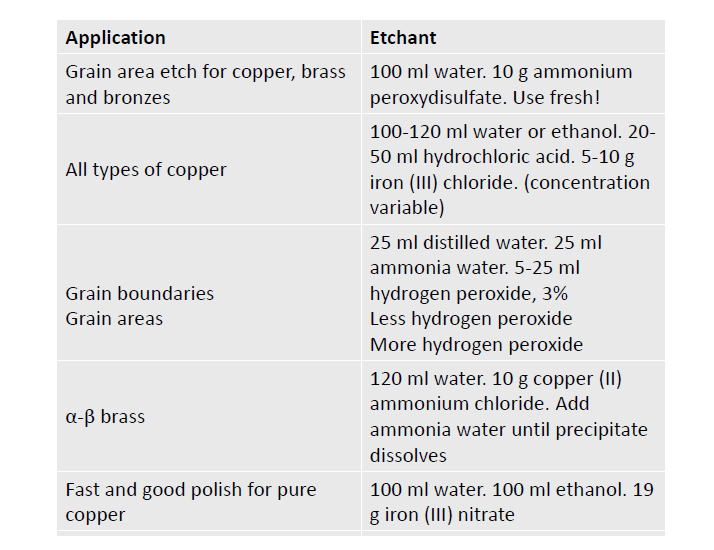 Application
Etchant
Grain area etch for copper, brass
and bronzes
100 ml water. 10 g ammonium
peroxydisulfate. Use fresh!
All types of copper
100-120 ml water or ethanol. 20-
50 ml hydrochloric acid. 5-10 g
iron (III) chloride. (concentration
variable)
Grain boundaries
Grain areas
25 ml distilled water. 25 ml
ammonia water. 5-25 ml
hydrogen peroxide, 3%
Less hydrogen peroxide
More hydrogen peroxide
α-β brass
120 ml water. 10 g copper (II)
ammonium chloride. Add
ammonia water until precipitate
dissolves
Fast and good polish for pure
copper
100 ml water. 100 ml ethanol. 19
g iron (III) nitrate